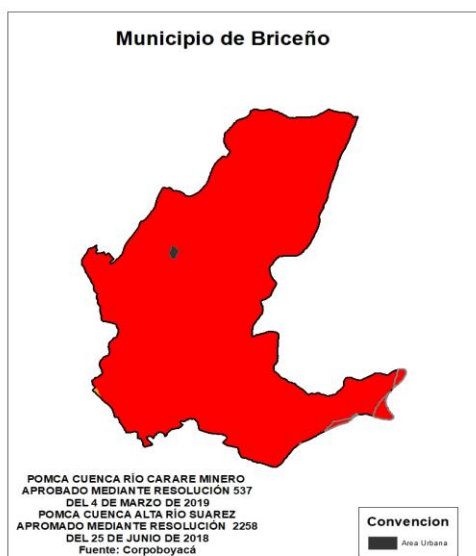 Municipio de Briceño
POMCA CUENCA RÍO CARARE MINERO
APROBADO MEDIANTE RESOLUCIÓN 537
DEL 4 DE MARZO DE 2019
POMCA CUENCA ALTA RÍO SUAREZ
APROMADO MEDIANTE RESOLUCIÓN 2258
DEL 25 DE JUNIO DE 2018
Fuente: Corpoboyacá
Convencion
Area Urbana